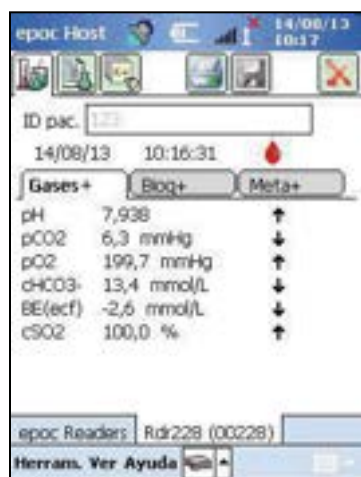 epoc Host 14/08/13
10:17
ID pac. 123
14/08/13 10:16:31
Gases+ Bioq+ Meta+
pH 7,938 ↑
pCO2 6,3 mmHg ↓
pO2 199,7 mmHg ↑
cHCO3- 13,4 mmol/L ↓
BE(ecf) -2,6 mmol/L ↓
cSO2 100,0 % ↑
epoc Readers Rdr228 (00228)
Herram. Ver Ayuda